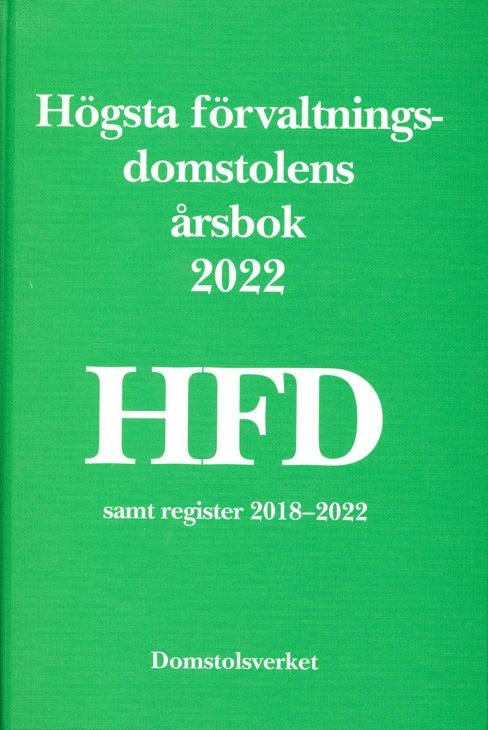 Högsta förvaltnings-
domstolens
årsbok
2022
HFD
samt register 2018–2022
Domstolsverket